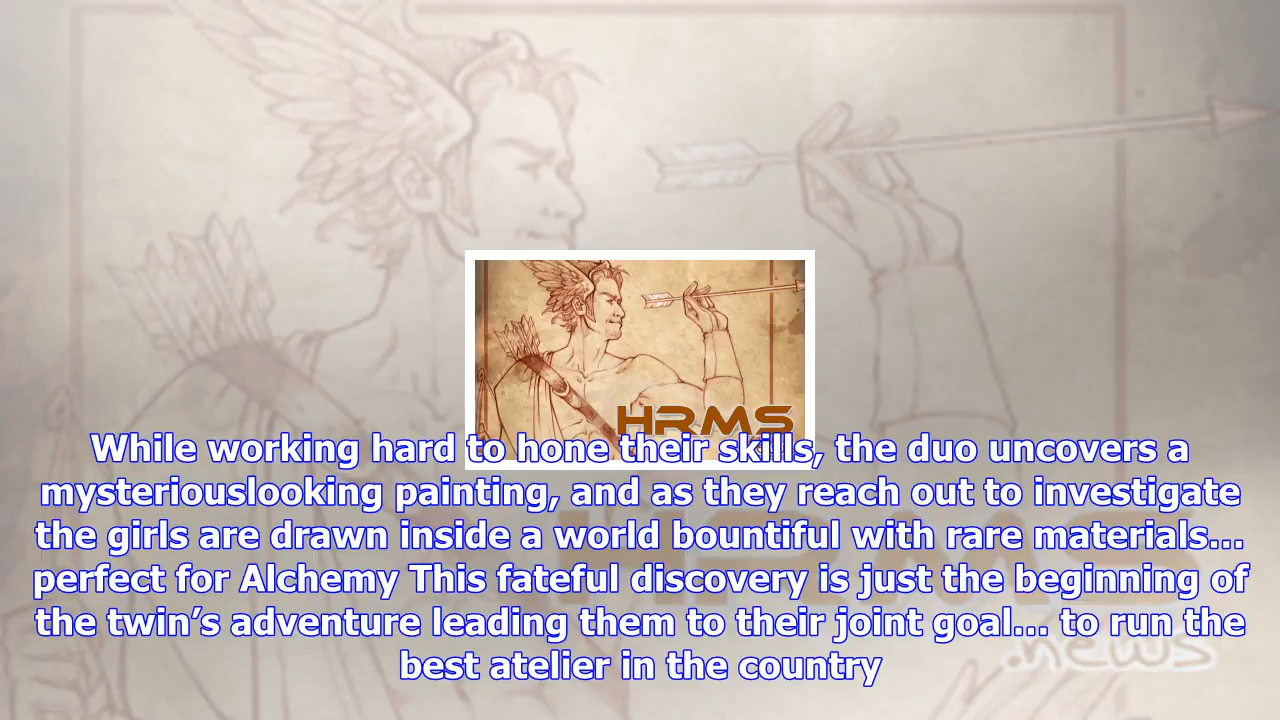 HRMS
While working hard to hone their skills, the duo uncovers a
mysteriouslooking painting, and as they reach out to investigate
the girls are drawn inside a world bountiful with rare materials...
perfect for Alchemy This fateful discovery is just the beginning of
the twin’s adventure leading them to their joint goal... to run the
best atelier in the country
HRMS
.news